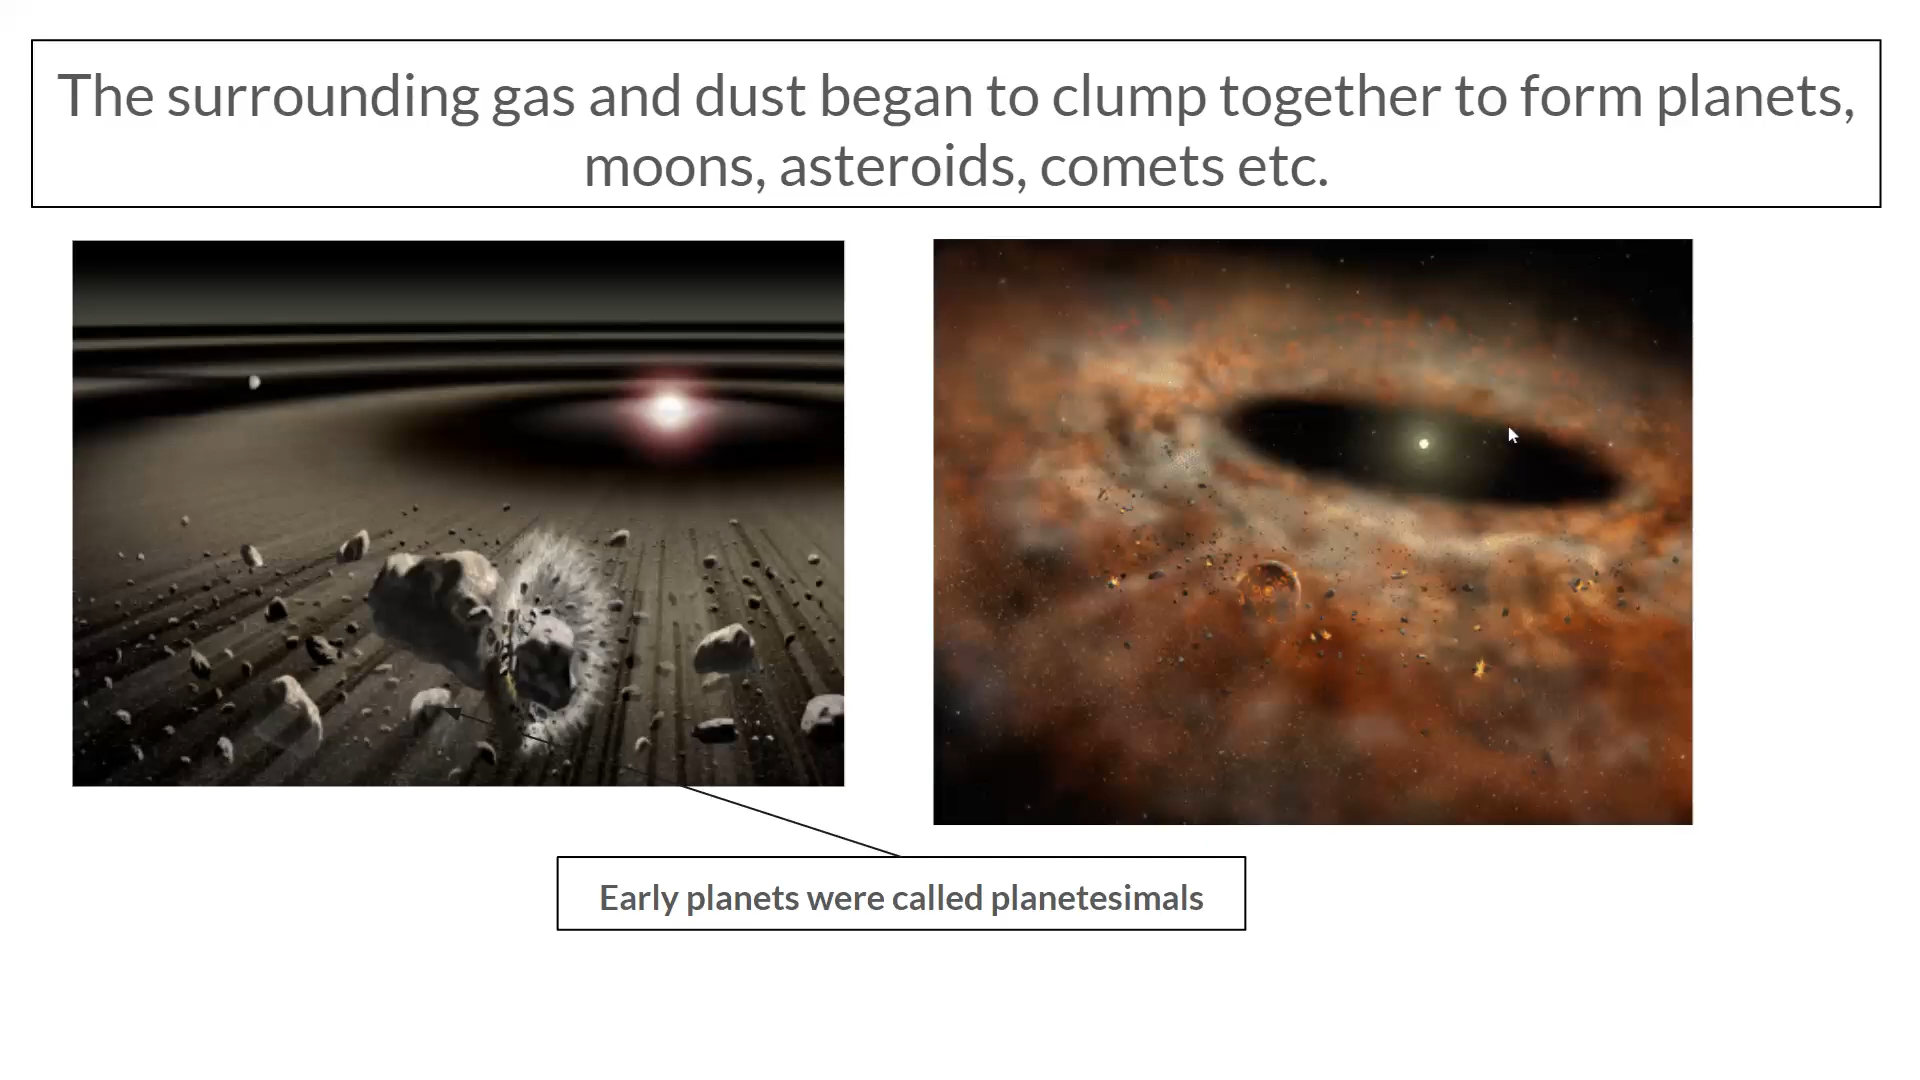 The surrounding gas and dust began to clump together to form planets,
moons, asteroids, comets etc.
Early planets were called planetesimals